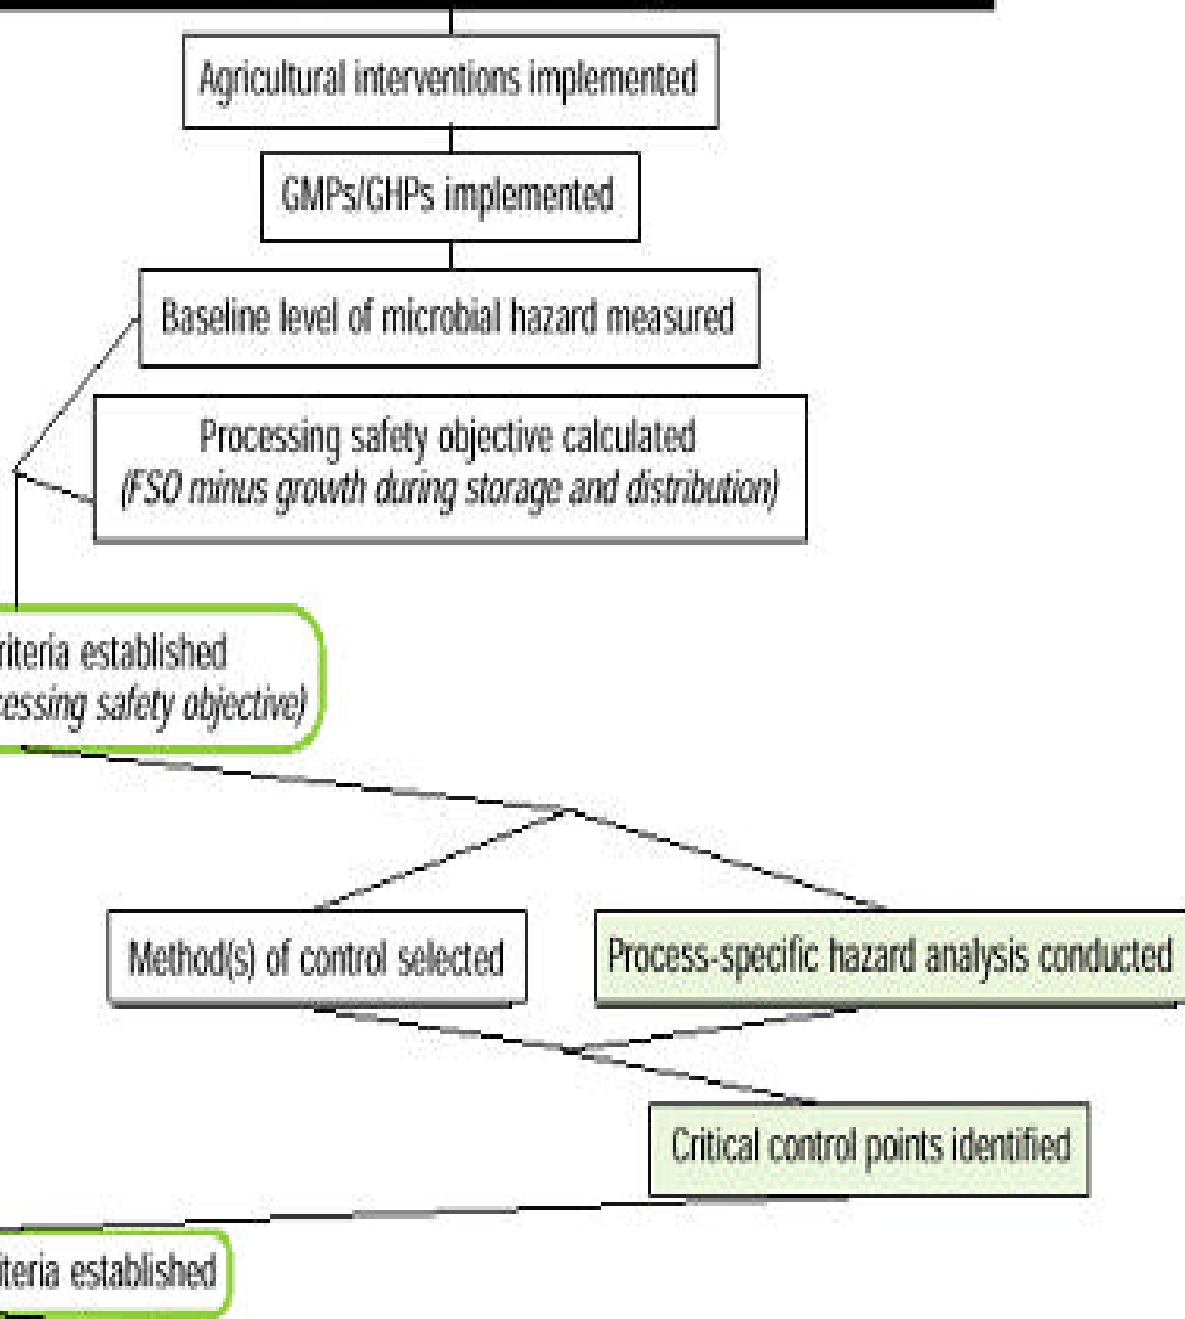 Agricultural interventions implemented
GMPs/GHPs implemented
Baseline level of microbial hazard measured
Processing safety objective calculated
(FSO minus growth during storage and distribution)
riteria established
cessing safety objective)
Method(s) of control selected
Process-specific hazard analysis conducted
Critical control points identified
iteria established